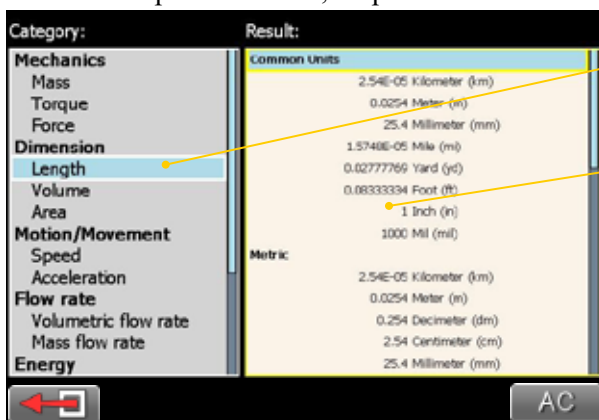 Category:
Mechanics
Mass
Torque
Force
Dimension
Length
Volume
Area
Motion/Movement
Speed
Acceleration
Flow rate
Volumetric flow rate
Mass flow rate
Energy
Result:
Common Units
2.54E-05 Kilometer (km)
0.0254 Meter (m)
25.4 Millimeter (mm)
1.5748E-05 Mile (mi)
0.02777769 Yard (yd)
0.08333334 Foot (ft)
1 Inch (in)
1000 Mil (mil)
Metric
2.54E-05 Kilometer (km)
0.0254 Meter (m)
0.254 Decimeter (dm)
2.54 Centimeter (cm)
25.4 Millimeter (mm)
AC